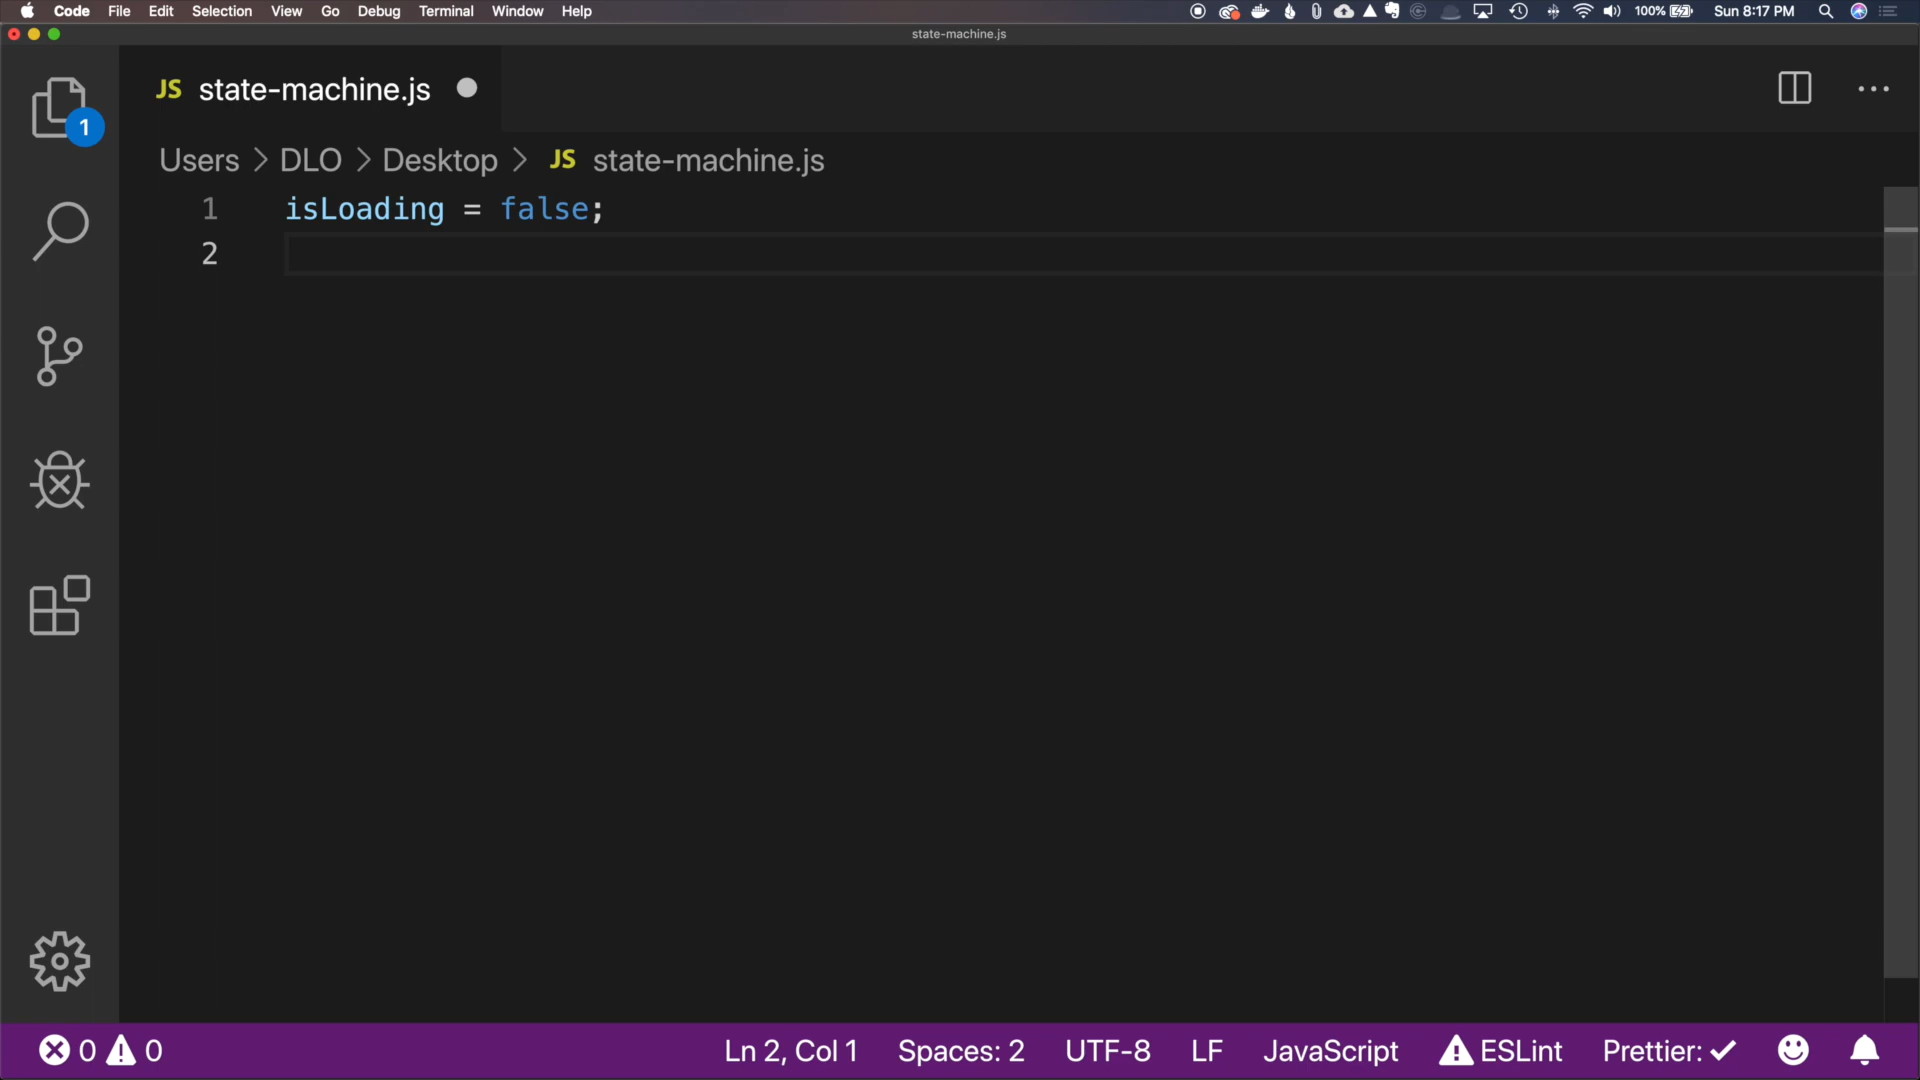 Code File Edit Selection View Go Debug Terminal Window Help 100% Sun 8:17 PM
state-machine.js
JS state-machine.js
1
Users > DLO > Desktop > JS state-machine.js
1 isLoading = false;
2
0 0 Ln 2, Col 1 Spaces: 2 UTF-8 LF JavaScript ESLint Prettier: ✓